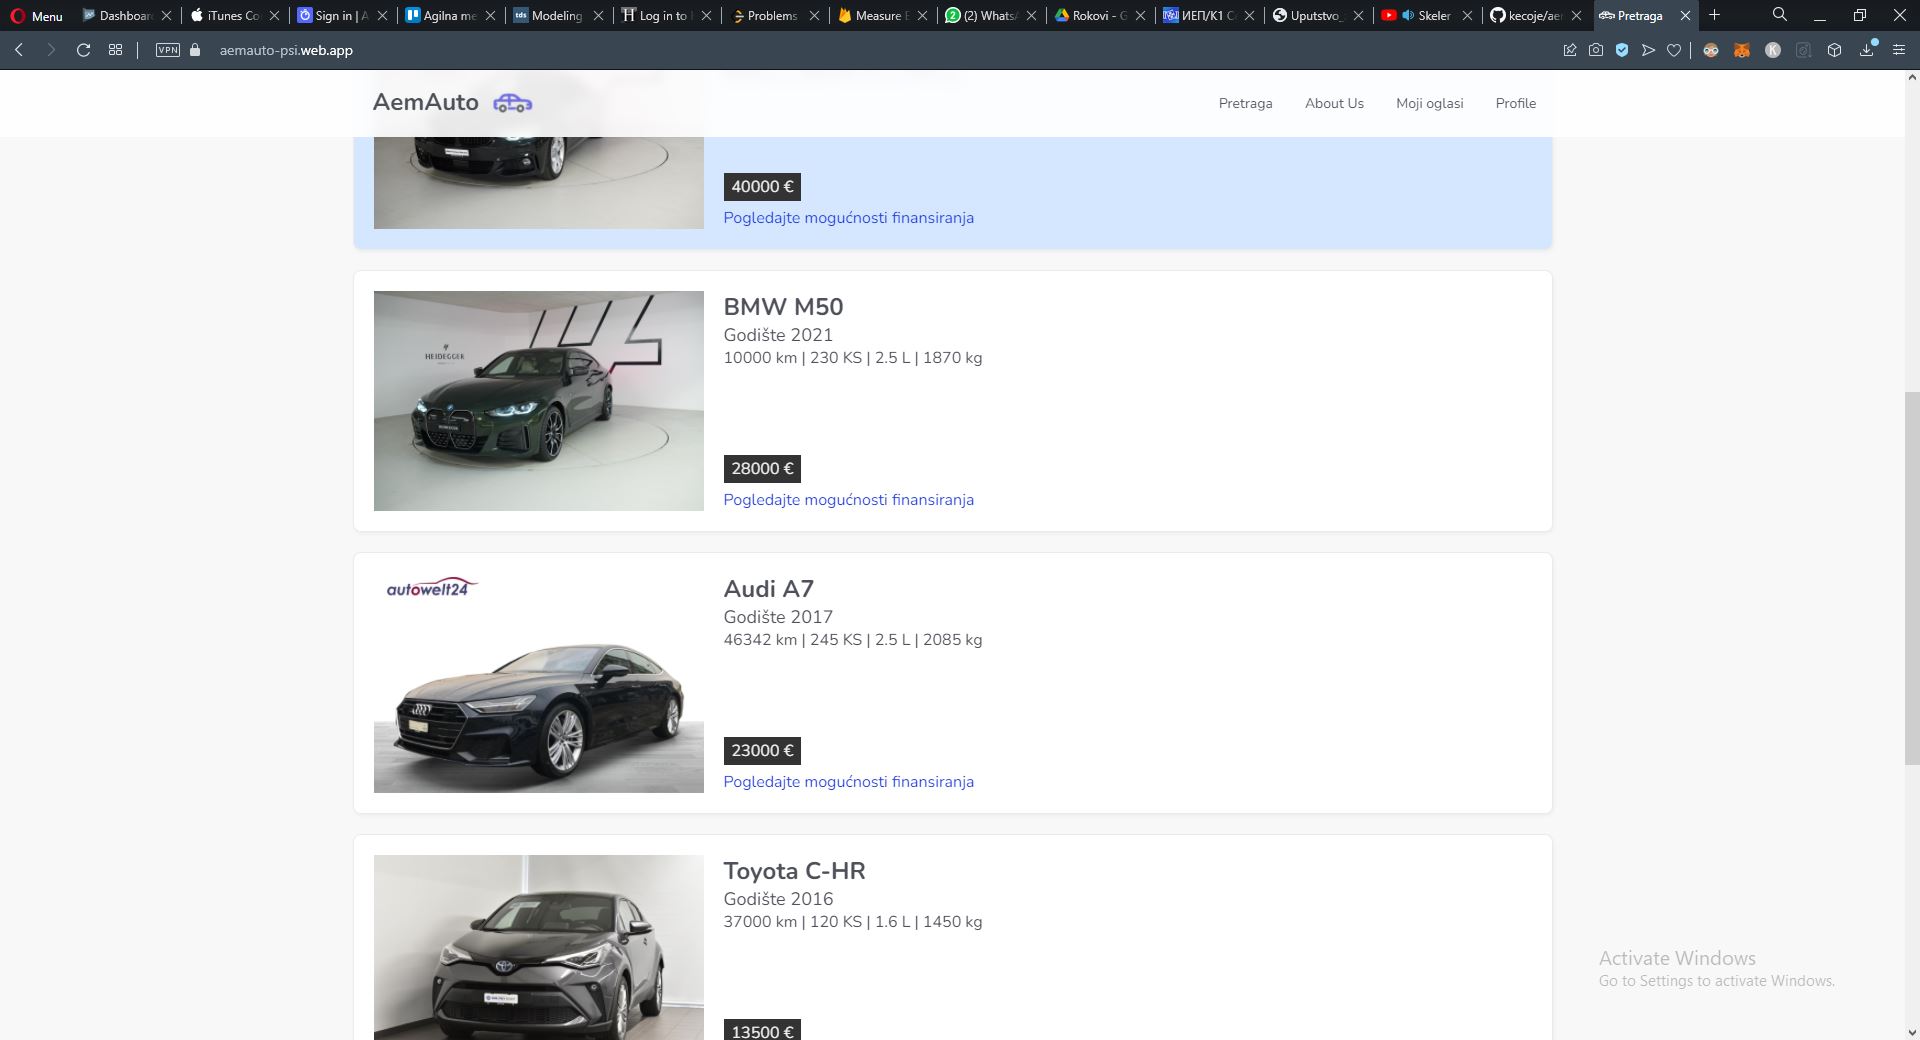 Menu
Dashboard
iTunes Co
Sign in | A
Agilna me
Modeling
Log in to
Problems
Measure
(2) WhatsA
Rokovi - G
ИЕП/К1
Uputstvo
Skeler
kecoje/aer
Pretraga
VPN
aemauto-psi.web.app
AemAuto
Pretraga
About Us
Moji oglasi
Profile
40000 €
Pogledajte mogućnosti finansiranja
HEIDEGGER
BMW M50
Godište 2021
10000 km | 230 KS | 2.5 L | 1870 kg
28000 €
Pogledajte mogućnosti finansiranja
autowelt24
Audi A7
Godište 2017
46342 km | 245 KS | 2.5 L | 2085 kg
23000 €
Pogledajte mogućnosti finansiranja
Toyota C-HR
Godište 2016
37000 km | 120 KS | 1.6 L | 1450 kg
13500 €
Activate Windows
Go to Settings to activate Windows.